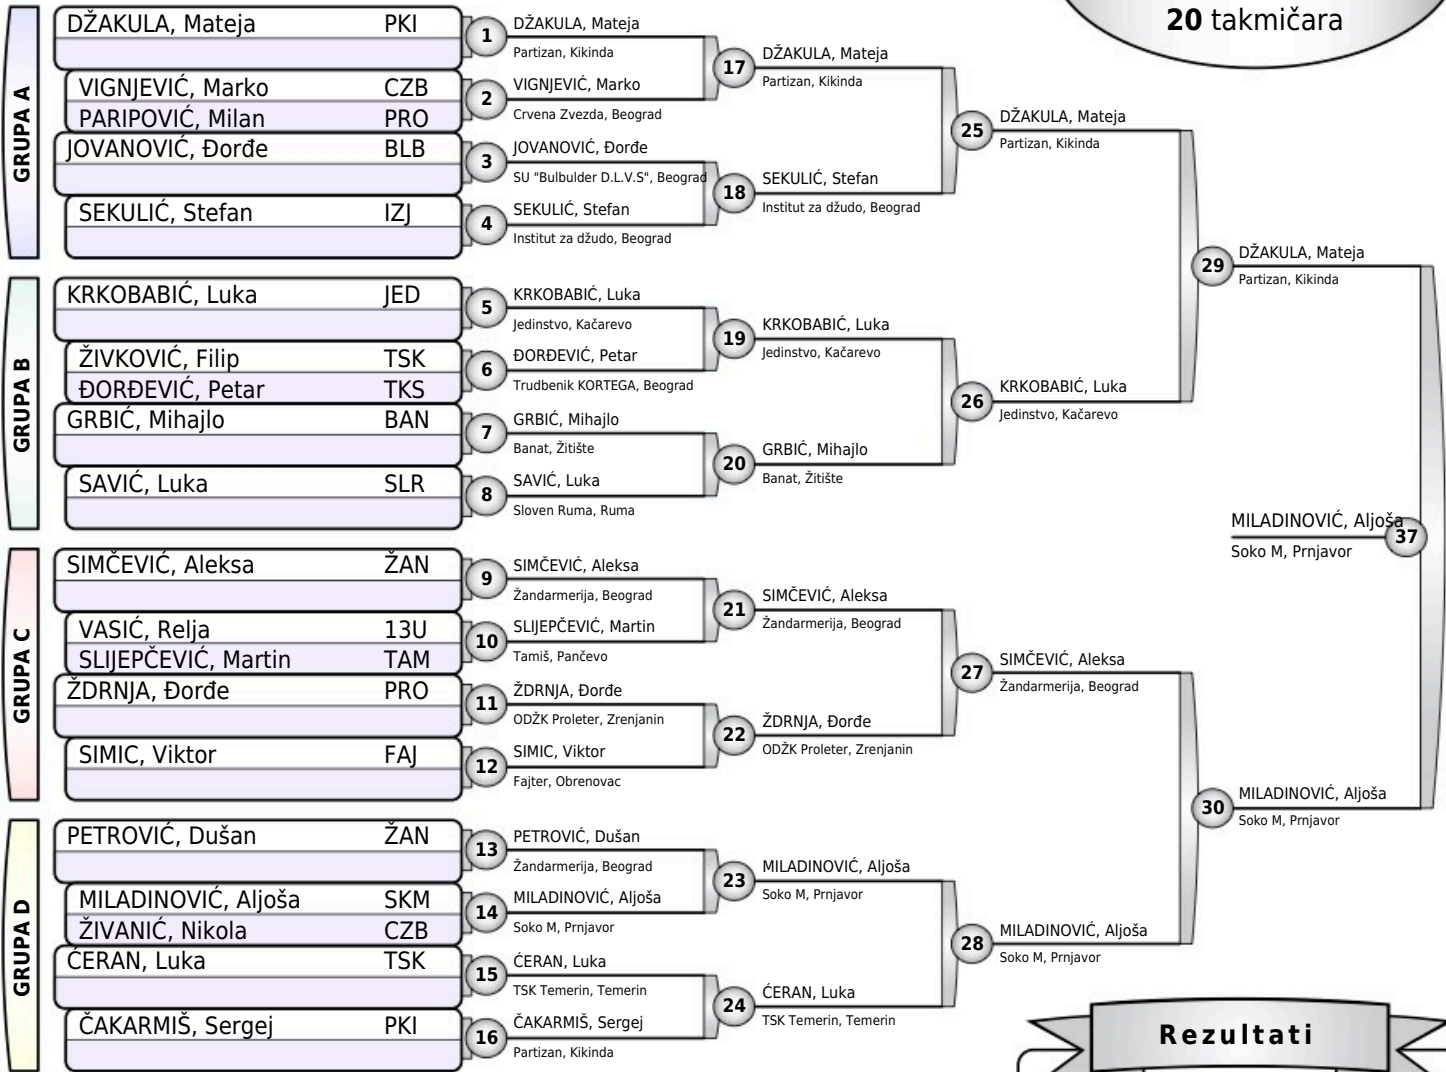 20 takmičara
GRUPA A
DŽAKULA, Mateja PKI
VIGNJEVIĆ, Marko CZB
PARIPOVIĆ, Milan PRO
JOVANOVIĆ, Đorđe BLB
SEKULIĆ, Stefan IZJ
GRUPA B
KRKOBABIĆ, Luka JED
ŽIVKOVIĆ, Filip TSK
ĐORĐEVIĆ, Petar TKS
GRBIĆ, Mihajlo BAN
SAVIĆ, Luka SLR
GRUPA C
SIMČEVIĆ, Aleksa ŽAN
VASIĆ, Relja 13U
SLIJEPČEVIĆ, Martin TAM
ŽDRNJA, Đorđe PRO
SIMIC, Viktor FAJ
GRUPA D
PETROVIĆ, Dušan ŽAN
MILADINOVIĆ, Aljoša SKM
ŽIVANIĆ, Nikola CZB
ĆERAN, Luka TSK
ČAKARMIŠ, Sergej PKI
1 DŽAKULA, Mateja
Partizan, Kikinda
2 VIGNJEVIĆ, Marko
Crvena Zvezda, Beograd
3 JOVANOVIĆ, Đorđe
SU "Bulbulder D.L.V.S", Beograd
4 SEKULIĆ, Stefan
Institut za džudo, Beograd
5 KRKOBABIĆ, Luka
Jedinstvo, Kačarevo
6 ĐORĐEVIĆ, Petar
Trudbenik KORTEGA, Beograd
7 GRBIĆ, Mihajlo
Banat, Žitište
8 SAVIĆ, Luka
Sloven Ruma, Ruma
9 SIMČEVIĆ, Aleksa
Žandarmerija, Beograd
10 SLIJEPČEVIĆ, Martin
Tamiš, Pančevo
11 ŽDRNJA, Đorđe
ODŽK Proleter, Zrenjanin
12 SIMIC, Viktor
Fajter, Obrenovac
13 PETROVIĆ, Dušan
Žandarmerija, Beograd
14 MILADINOVIĆ, Aljoša
Soko M, Prnjavor
15 ĆERAN, Luka
TSK Temerin, Temerin
16 ČAKARMIŠ, Sergej
Partizan, Kikinda
17 DŽAKULA, Mateja
Partizan, Kikinda
18 SEKULIĆ, Stefan
Institut za džudo, Beograd
19 KRKOBABIĆ, Luka
Jedinstvo, Kačarevo
20 GRBIĆ, Mihajlo
Banat, Žitište
21 SIMČEVIĆ, Aleksa
Žandarmerija, Beograd
22 ŽDRNJA, Đorđe
ODŽK Proleter, Zrenjanin
23 MILADINOVIĆ, Aljoša
Soko M, Prnjavor
24 ĆERAN, Luka
TSK Temerin, Temerin
25 DŽAKULA, Mateja
Partizan, Kikinda
26 KRKOBABIĆ, Luka
Jedinstvo, Kačarevo
27 SIMČEVIĆ, Aleksa
Žandarmerija, Beograd
28 MILADINOVIĆ, Aljoša
Soko M, Prnjavor
29 DŽAKULA, Mateja
Partizan, Kikinda
30 MILADINOVIĆ, Aljoša
Soko M, Prnjavor
MILADINOVIĆ, Aljoša 37
Soko M, Prnjavor
Rezultati